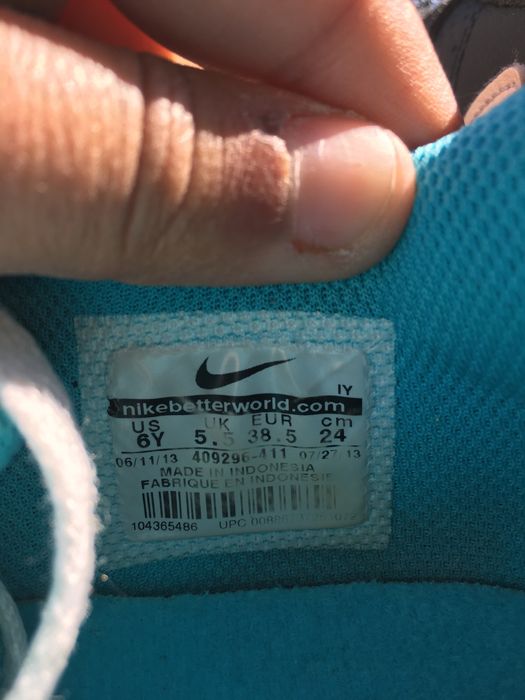 IY
nikebetterworld.com
US UK EUR cm
6Y 5.5 38.5 24
06/11/13 409296-411 07/27/13
MADE IN INDONESIA
FABRIQUE EN INDONESIE
104365486 UPC